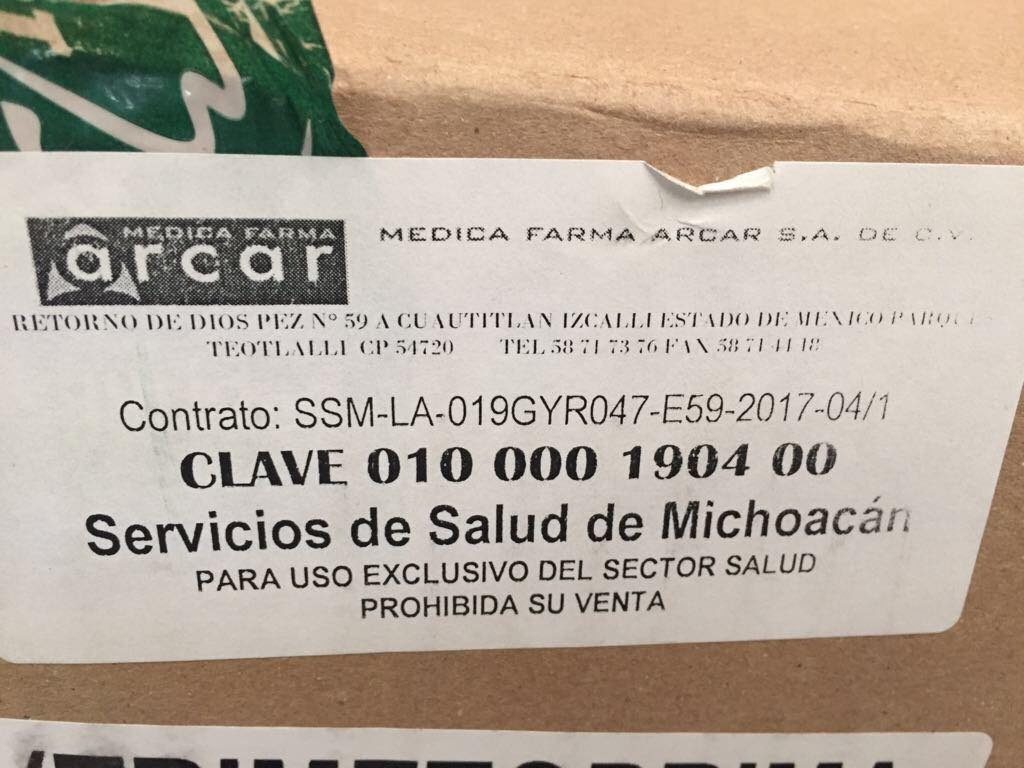 MEDICA FARMA
arcar
MEDICA FARMA ARCAR S.A. DE C.V.
RETORNO DE DIOS PEZ Nº 59 A CUAUTITLAN IZCALLI ESTADO DE MEXICO
TEOTLALLI CP 54720 TEL 58 71 73 76 FAX 58 71 44 18
Contrato: SSM-LA-019GYR047-E59-2017-04/1
CLAVE 010 000 1904 00
Servicios de Salud de Michoacán
PARA USO EXCLUSIVO DEL SECTOR SALUD
PROHIBIDA SU VENTA
/TRIMETOPRIMA